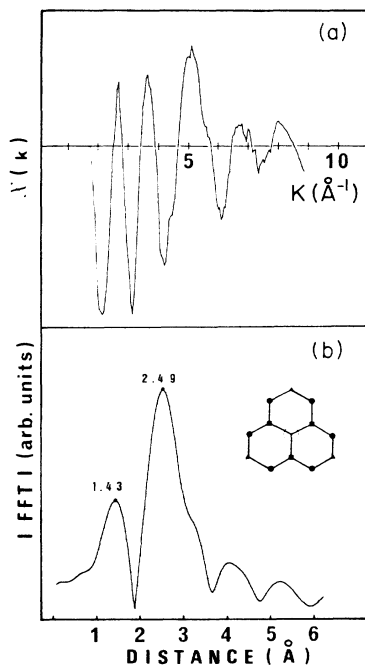 (a)
χ(k)
5 10
K(Å⁻¹)
(b)
2.49
1.43
|FFT| (arb. units)
1 2 3 4 5 6
DISTANCE (Å)